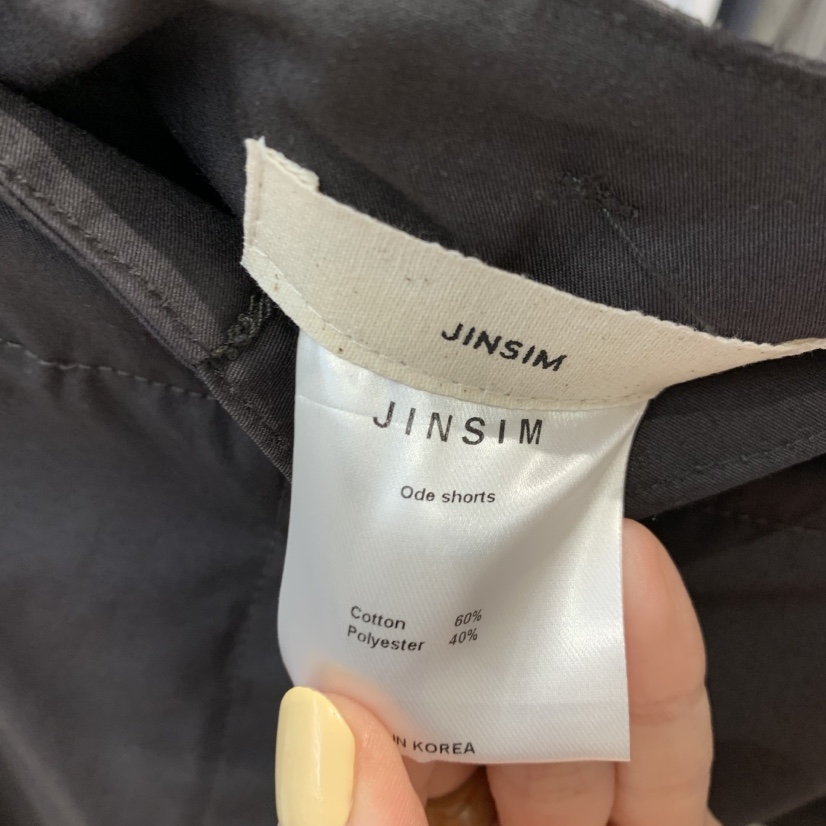 JINSIM
JINSIM
Ode shorts
Cotton 60%
Polyester 40%
IN KOREA